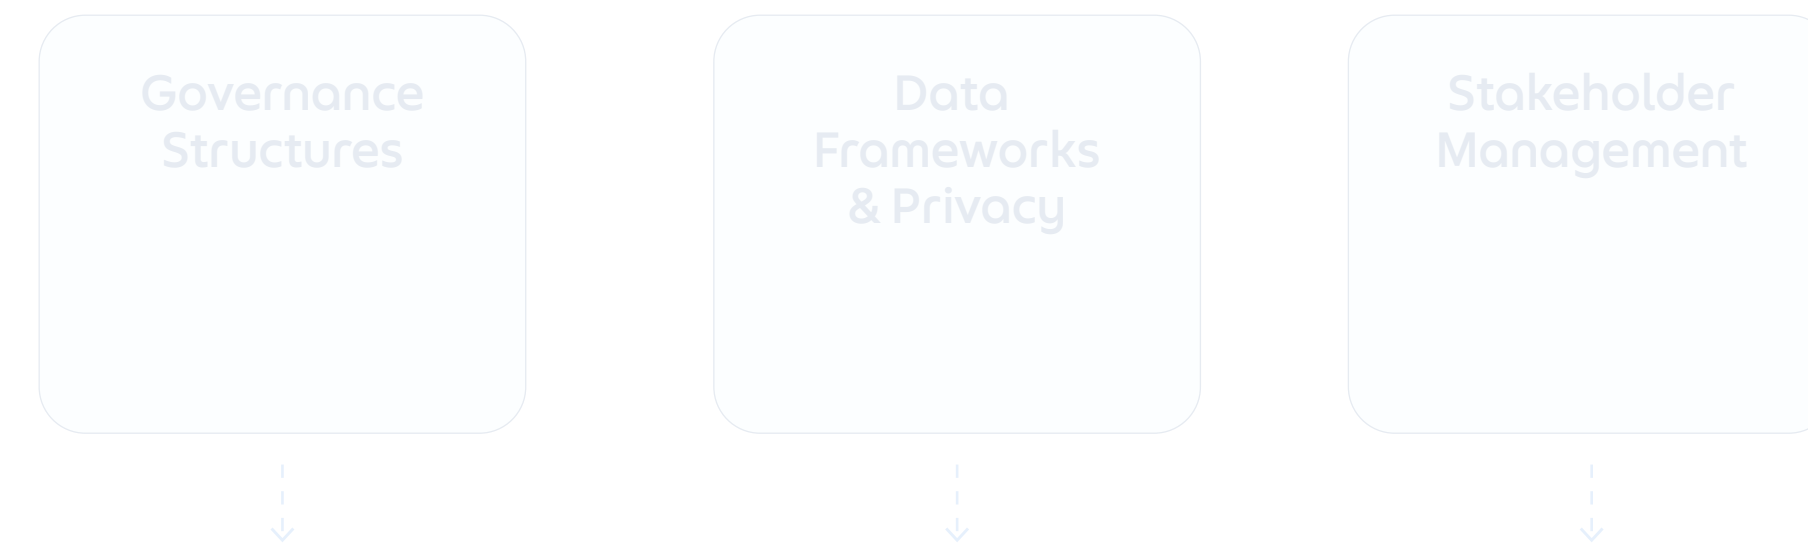 Governance
Structures
Data
Frameworks
& Privacy
Stakeholder
Management